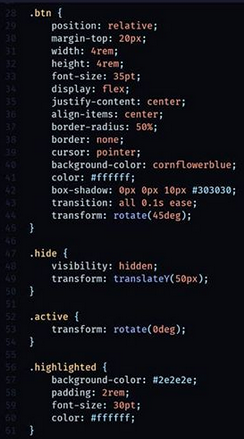 28 .btn {
29 position: relative;
30 margin-top: 20px;
31 width: 4rem;
32 height: 4rem;
33 font-size: 35pt;
34 display: flex;
35 justify-content: center;
36 align-items: center;
37 border-radius: 50%;
38 border: none;
39 cursor: pointer;
40 background-color: cornflowerblue;
41 color: #ffffff;
42 box-shadow: 0px 0px 10px #303030;
43 transition: all 0.1s ease;
44 transform: rotate(45deg);
45 }
46
47 .hide {
48 visibility: hidden;
49 transform: translateY(50px);
50 }
51
52 .active {
53 transform: rotate(0deg);
54 }
55
56 .highlighted {
57 background-color: #2e2e2e;
58 padding: 2rem;
59 font-size: 30pt;
60 color: #ffffff;
61 }